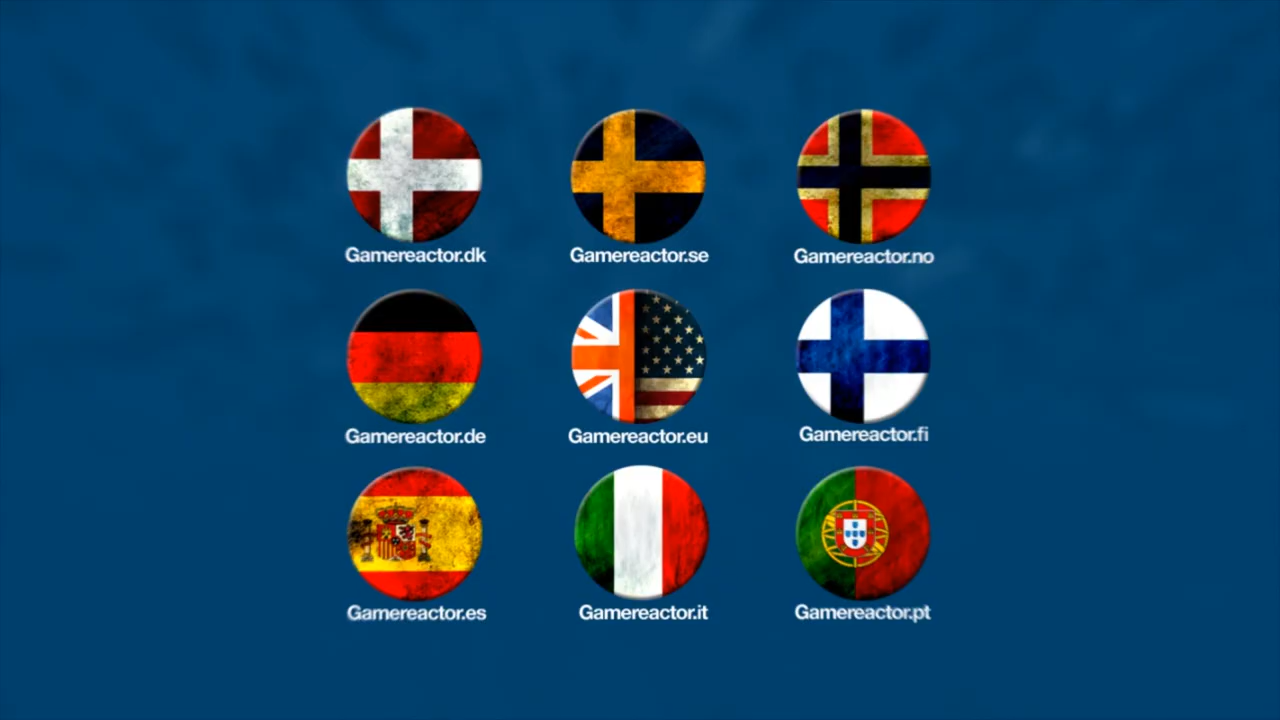 Gamereactor.dk
Gamereactor.se
Gamereactor.no
Gamereactor.de
Gamereactor.eu
Gamereactor.fi
Gamereactor.es
Gamereactor.it
Gamereactor.pt